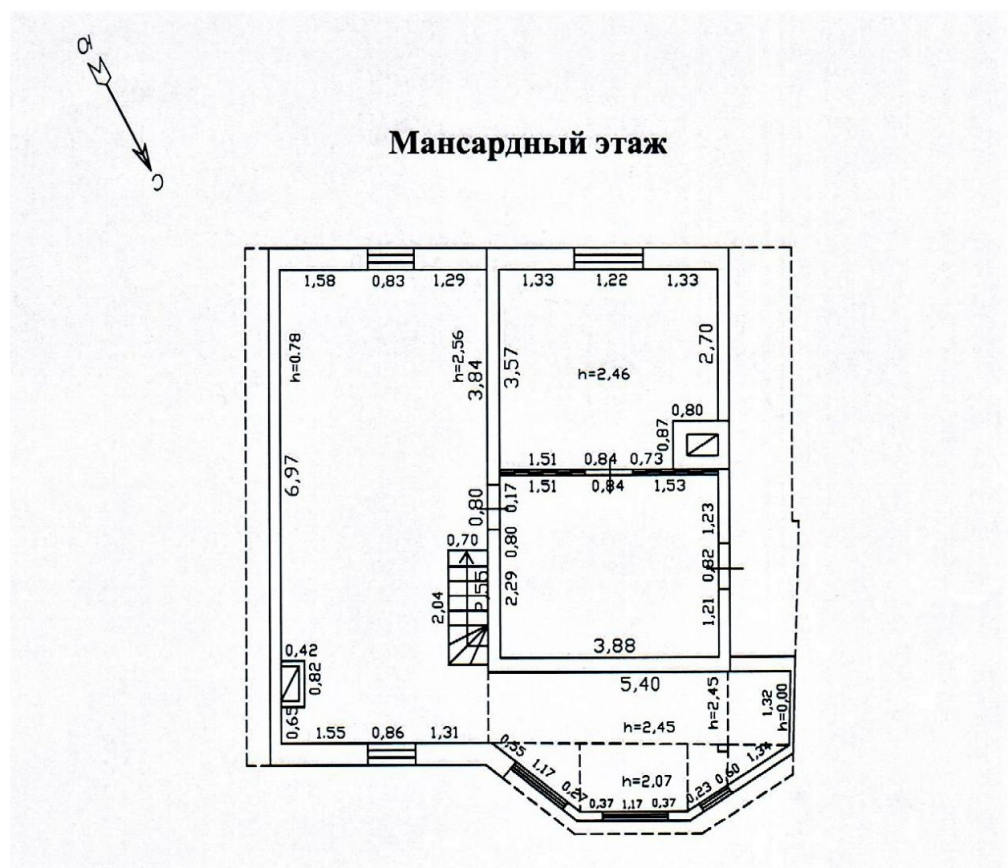 Ю
С
Мансардный этаж
1,58 0,83 1,29 1,33 1,22 1,33
h=0.78
h=2,56
3,84
3,57
2,70
h=2,46
0,80
0,87
6,97
1,51 0,84 0,73
1,51 0,84 1,53
0,80
0,17
1,23
0,70
0,80
0,82
2,04
2,55
2,29
1,21
0,42
0,82
3,88
5,40
0,65
1,55 0,86 1,31
h=2,45
h=2,45
1,32
h=0,00
0,55
1,17
0,27
h=2,07
0,37 1,17 0,37
0,23
0,60
1,34